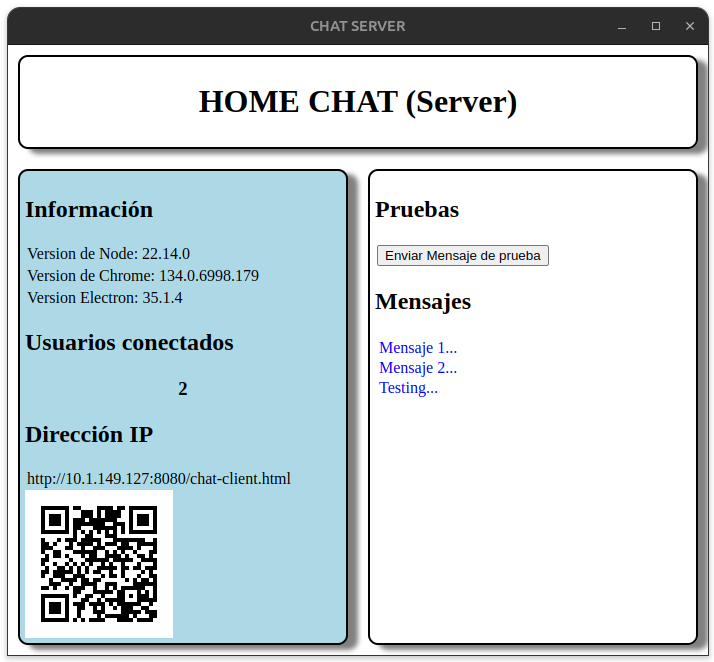 CHAT SERVER
HOME CHAT (Server)
Información
Version de Node: 22.14.0
Version de Chrome: 134.0.6998.179
Version Electron: 35.1.4
Usuarios conectados
2
Dirección IP
http://10.1.149.127:8080/chat-client.html
Pruebas
Enviar Mensaje de prueba
Mensajes
Mensaje 1...
Mensaje 2...
Testing...